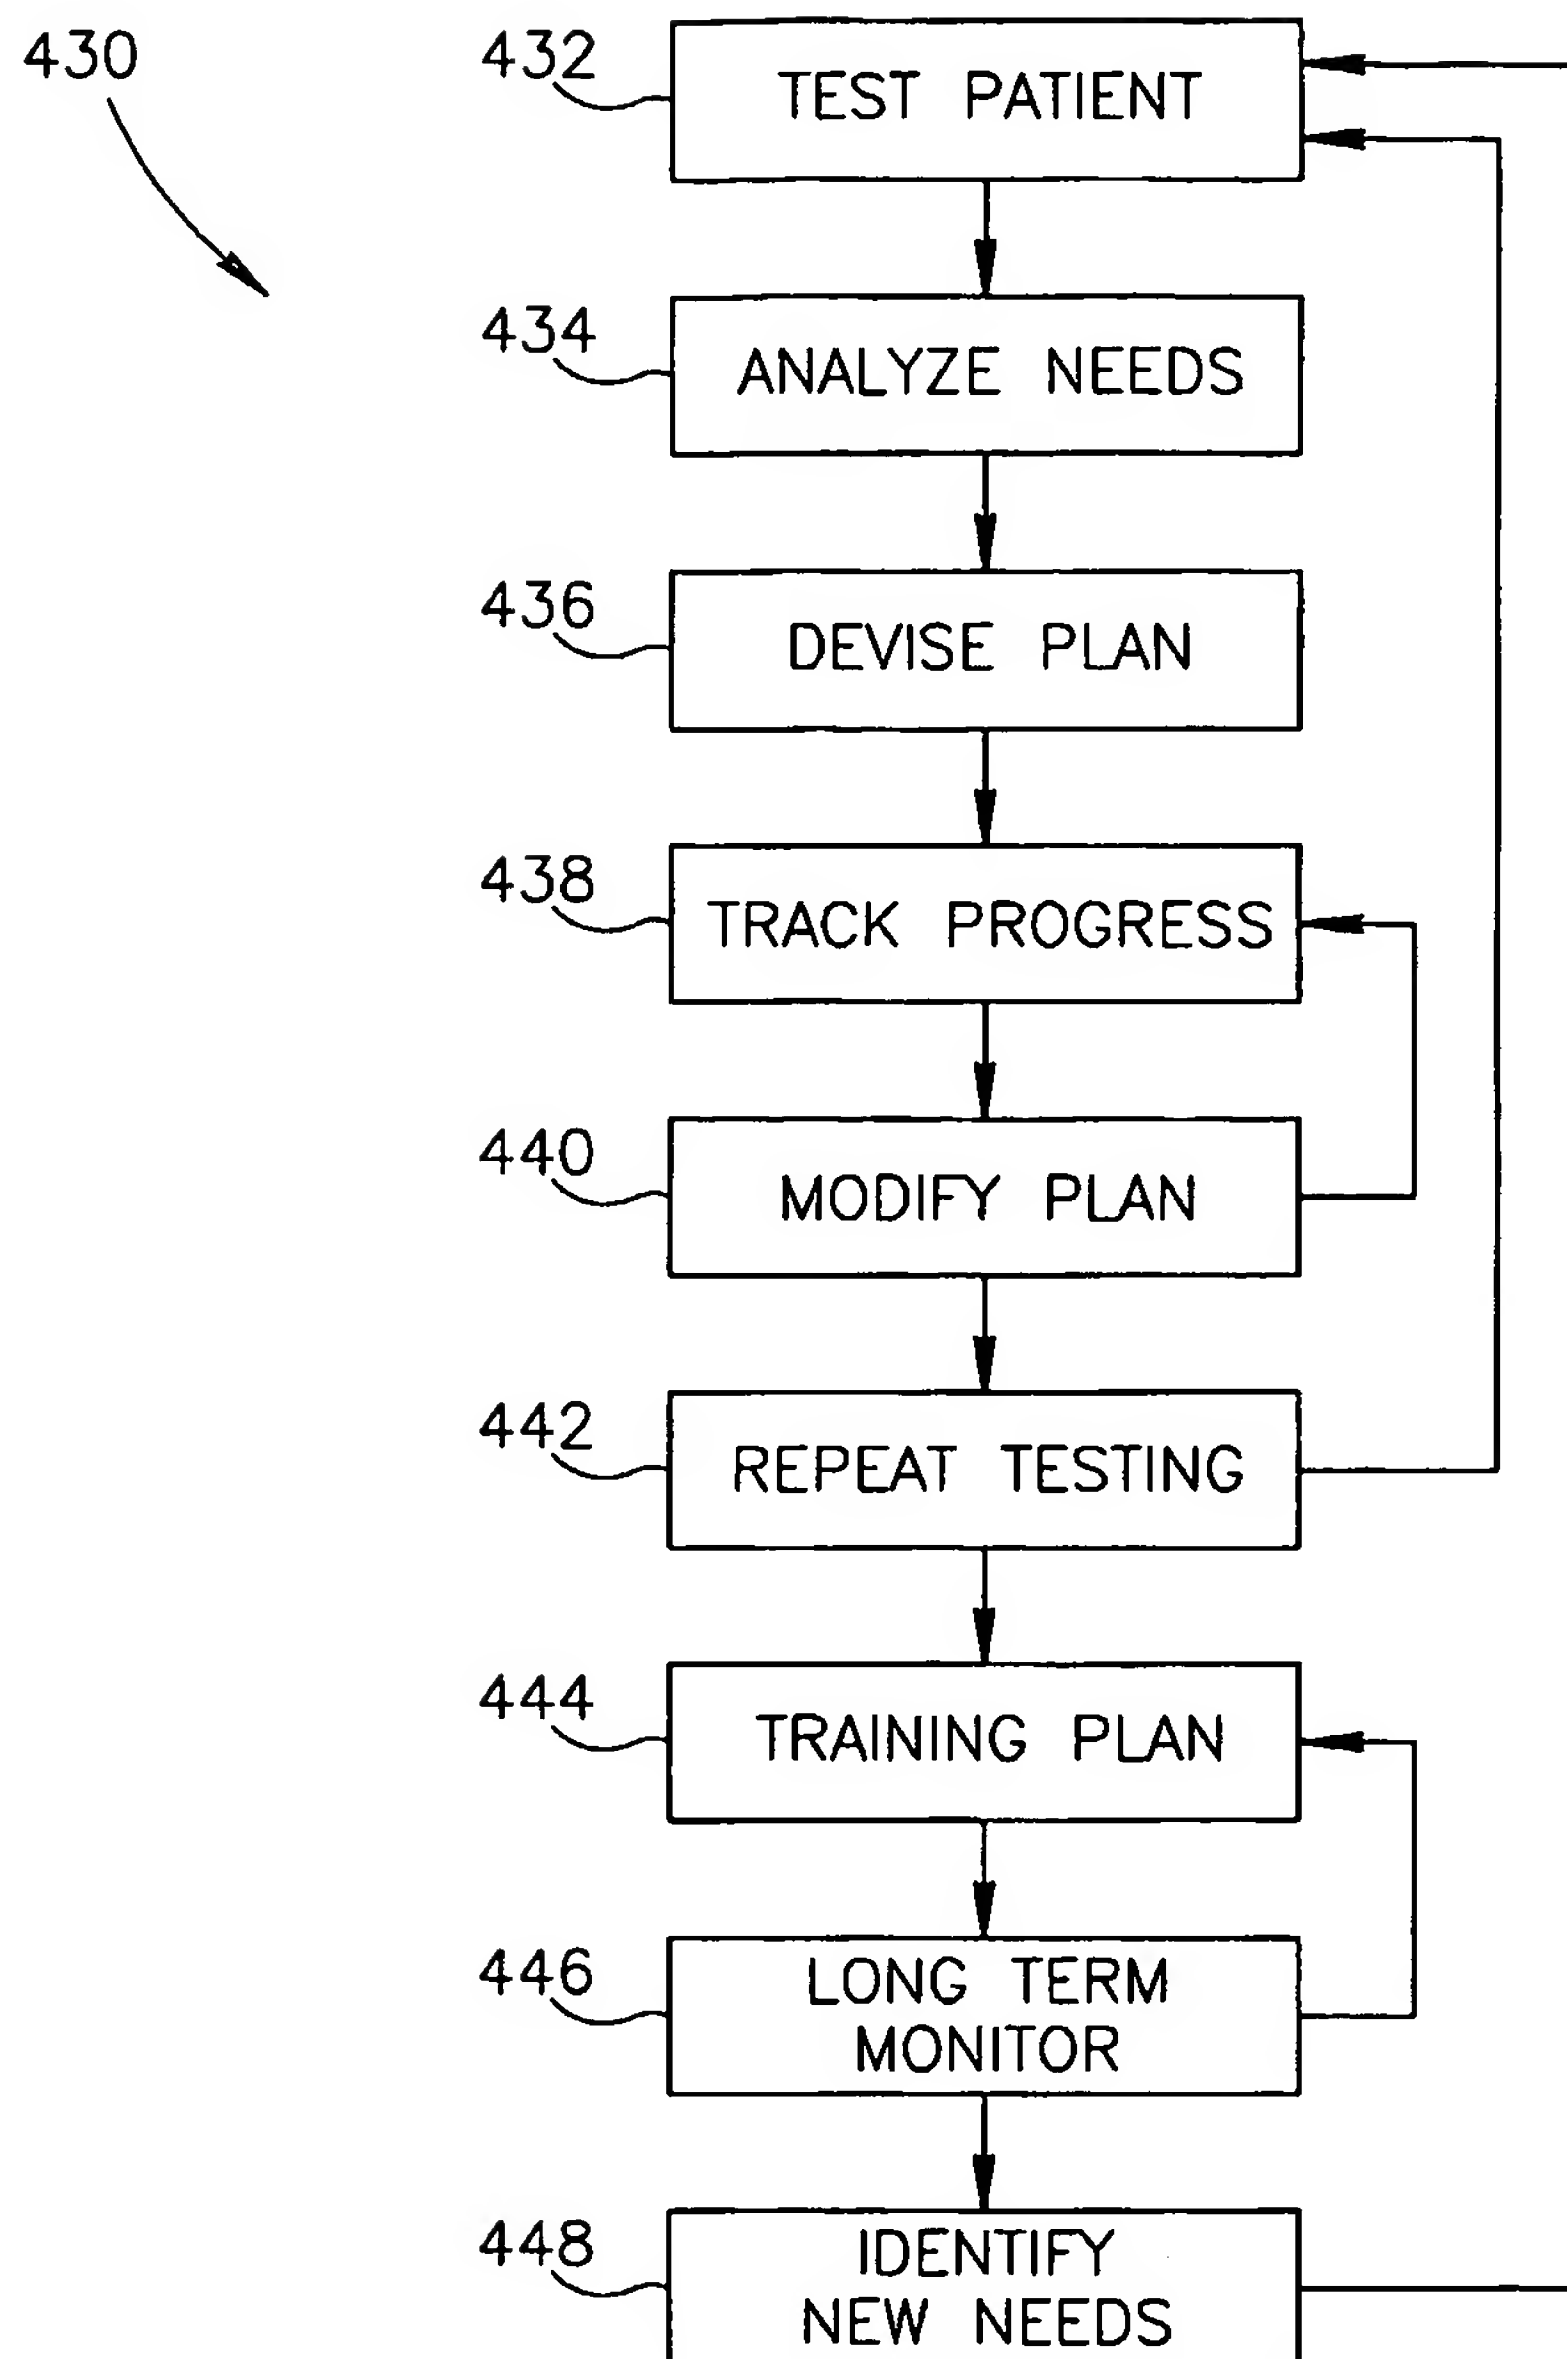 430
432
TEST PATIENT
434
ANALYZE NEEDS
436
DEVISE PLAN
438
TRACK PROGRESS
440
MODIFY PLAN
442
REPEAT TESTING
444
TRAINING PLAN
446
LONG TERM
MONITOR
448
IDENTIFY
NEW NEEDS